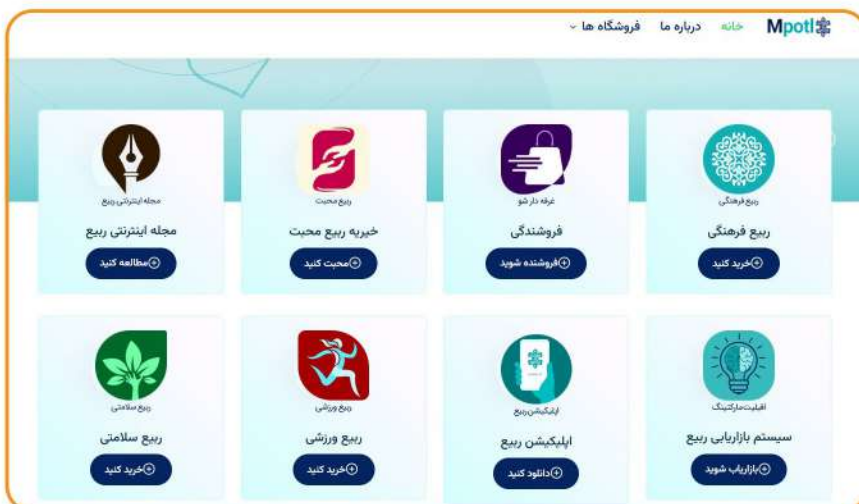 Mpotl
خانه
درباره ما
فروشگاه ها
ربیع فرهنگی
ربیع فرهنگی
خرید کنید
غرفه دار شو
فروشندگی
فروشنده شوید
ربیع محبت
خیریه ربیع محبت
محبت کنید
مجله اینترنتی ربیع
مجله اینترنتی ربیع
مطالعه کنید
افیلیت مارکتینگ
سیستم بازاریابی ربیع
بازاریاب شوید
اپلیکیشن ربیع
اپلیکیشن ربیع
دانلود کنید
ربیع ورزشی
ربیع ورزشی
خرید کنید
ربیع سلامتی
ربیع سلامتی
خرید کنید